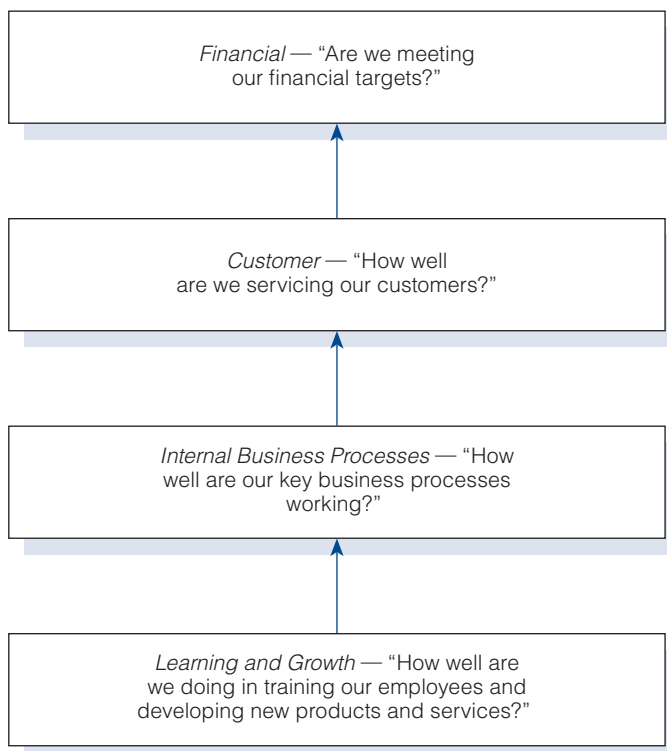 Financial — “Are we meeting
our financial targets?”
Customer — “How well
are we servicing our customers?”
Internal Business Processes — “How
well are our key business processes
working?”
Learning and Growth — “How well are
we doing in training our employees and
developing new products and services?”